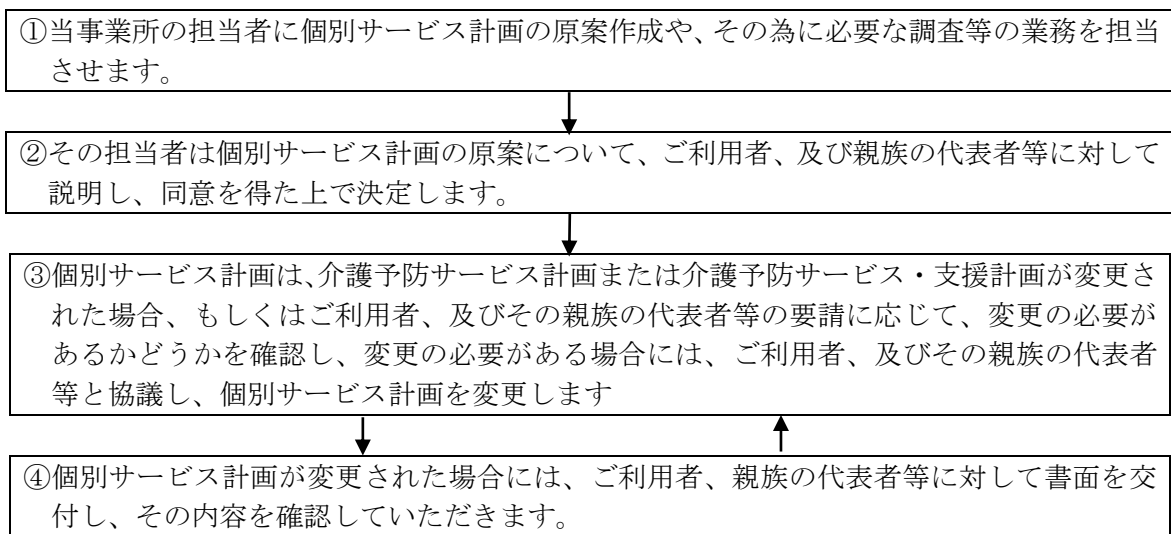 ①当事業所の担当者に個別サービス計画の原案作成や、その為に必要な調査等の業務を担当
させます。
②その担当者は個別サービス計画の原案について、ご利用者、及び親族の代表者等に対して
説明し、同意を得た上で決定します。
③個別サービス計画は、介護予防サービス計画または介護予防サービス・支援計画が変更さ
れた場合、もしくはご利用者、及びその親族の代表者等の要請に応じて、変更の必要が
あるかどうかを確認し、変更の必要がある場合には、ご利用者、及びその親族の代表者
等と協議し、個別サービス計画を変更します
④個別サービス計画が変更された場合には、ご利用者、親族の代表者等に対して書面を交
付し、その内容を確認していただきます。